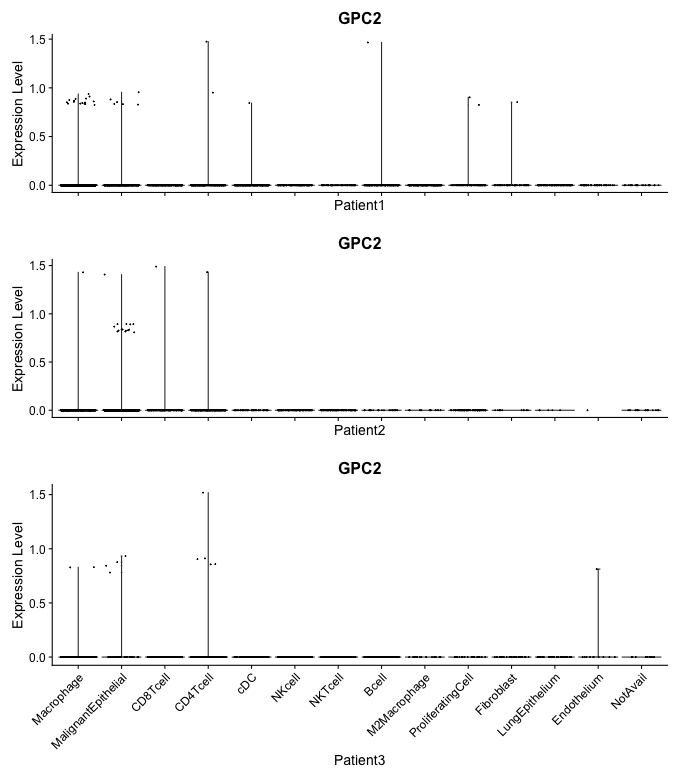 GPC2
Expression Level
1.5
1.0
0.5
0.0
Patient1
GPC2
Expression Level
1.5
1.0
0.5
0.0
Patient2
GPC2
Expression Level
1.5
1.0
0.5
0.0
Macrophage
MalignantEpithelial
CD8Tcell
CD4Tcell
cDC
NKcell
NKTcell
Bcell
M2Macrophage
ProliferatingCell
Fibroblast
LungEpithelium
Endothelium
NotAvail
Patient3